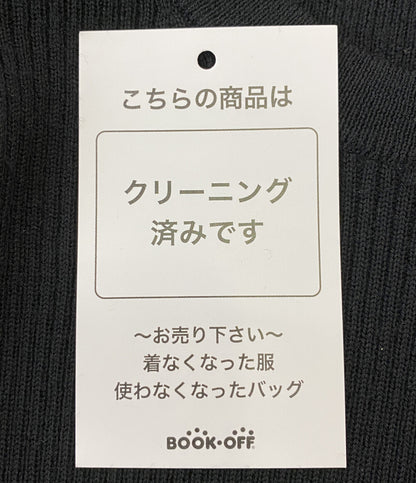 こちらの商品は
クリーニング
済みです
〜お売り下さい〜
着なくなった服
使わなくなったバッグ
BOOK・OFF